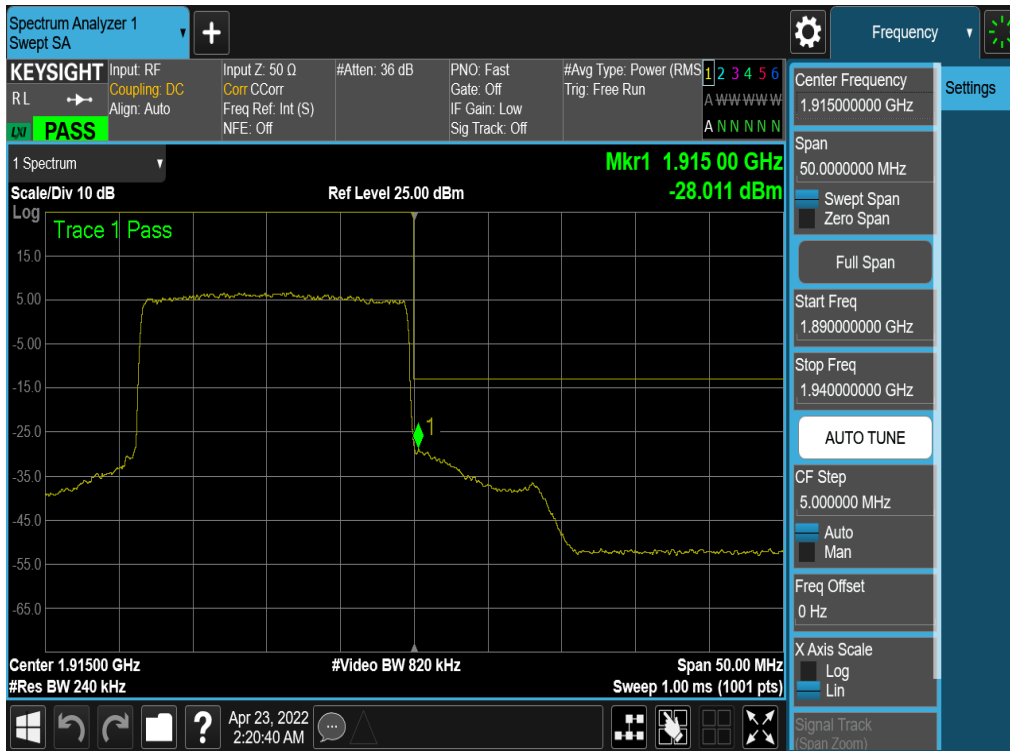 Spectrum Analyzer 1
Swept SA
+
Frequency
KEYSIGHT
R L
LXI
PASS
Input: RF
Coupling: DC
Align: Auto
Input Z: 50 Ω
Corr CCorr
Freq Ref: Int (S)
NFE: Off
#Atten: 36 dB
PNO: Fast
Gate: Off
IF Gain: Low
Sig Track: Off
#Avg Type: Power (RMS
Trig: Free Run
1 2 3 4 5 6
A W W W W W
A N N N N N
1 Spectrum
Scale/Div 10 dB
Ref Level 25.00 dBm
Mkr1 1.915 00 GHz
-28.011 dBm
Log
Trace 1 Pass
15.0
5.00
-5.00
-15.0
-25.0
-35.0
-45.0
-55.0
-65.0
1
Center 1.91500 GHz
#Video BW 820 kHz
Span 50.00 MHz
#Res BW 240 kHz
Sweep 1.00 ms (1001 pts)
?
Apr 23, 2022
2:20:40 AM
Center Frequency
1.915000000 GHz
Settings
Span
50.0000000 MHz
Swept Span
Zero Span
Full Span
Start Freq
1.890000000 GHz
Stop Freq
1.940000000 GHz
AUTO TUNE
CF Step
5.000000 MHz
Auto
Man
Freq Offset
0 Hz
X Axis Scale
Log
Lin
Signal Track
(Span Zoom)